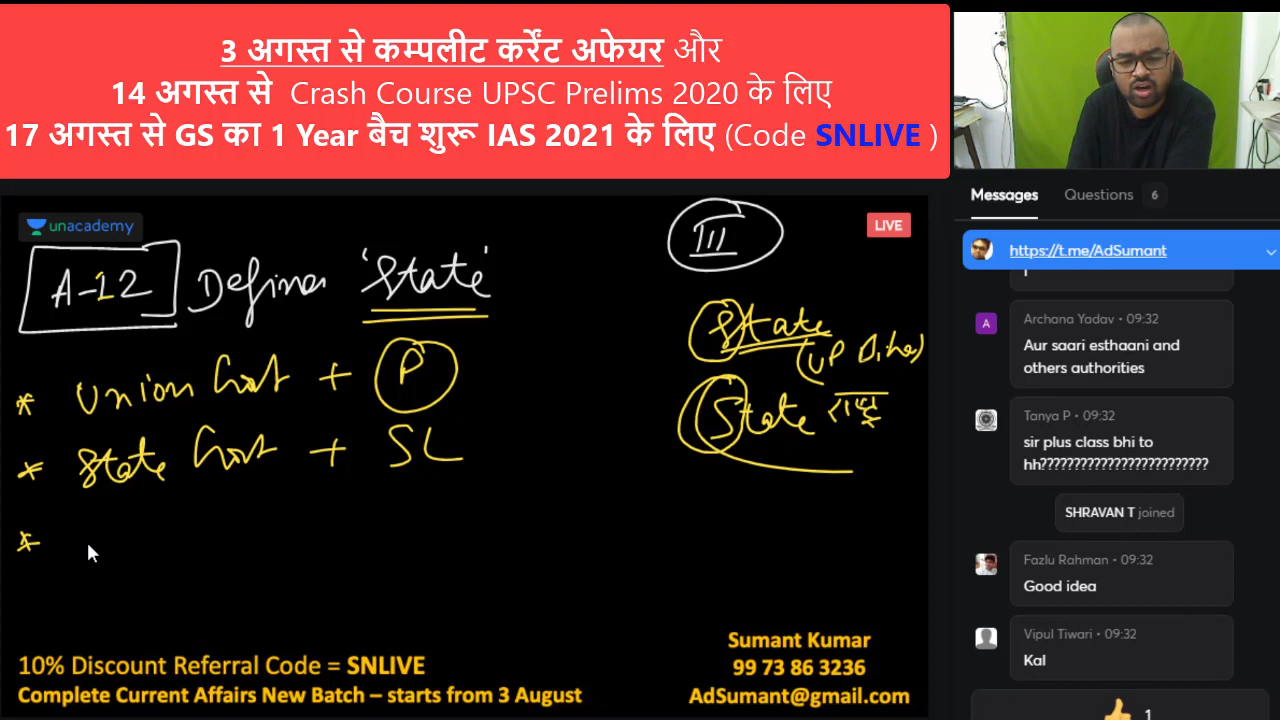 3 अगस्त से कम्पलीट कर्रेंट अफेयर और
14 अगस्त से Crash Course UPSC Prelims 2020 के लिए
17 अगस्त से GS का 1 Year बैच शुरू IAS 2021 के लिए (Code SNLIVE )
unacademy
LIVE
A-12 Defines 'State'
* Union Govt + P
* State Govt + SL
*
III
State
(UP Bihar)
State राष्ट्र
10% Discount Referral Code = SNLIVE
Complete Current Affairs New Batch – starts from 3 August
Sumant Kumar
99 73 86 3236
AdSumant@gmail.com
Messages
Questions 6
https://t.me/AdSumant
A
Archana Yadav • 09:32
Aur saari esthaani and
others authorities
Tanya P • 09:32
sir plus class bhi to
hh????????????????????????
SHRAVAN T joined
Fazlu Rahman • 09:32
Good idea
Vipul Tiwari • 09:32
Kal
1